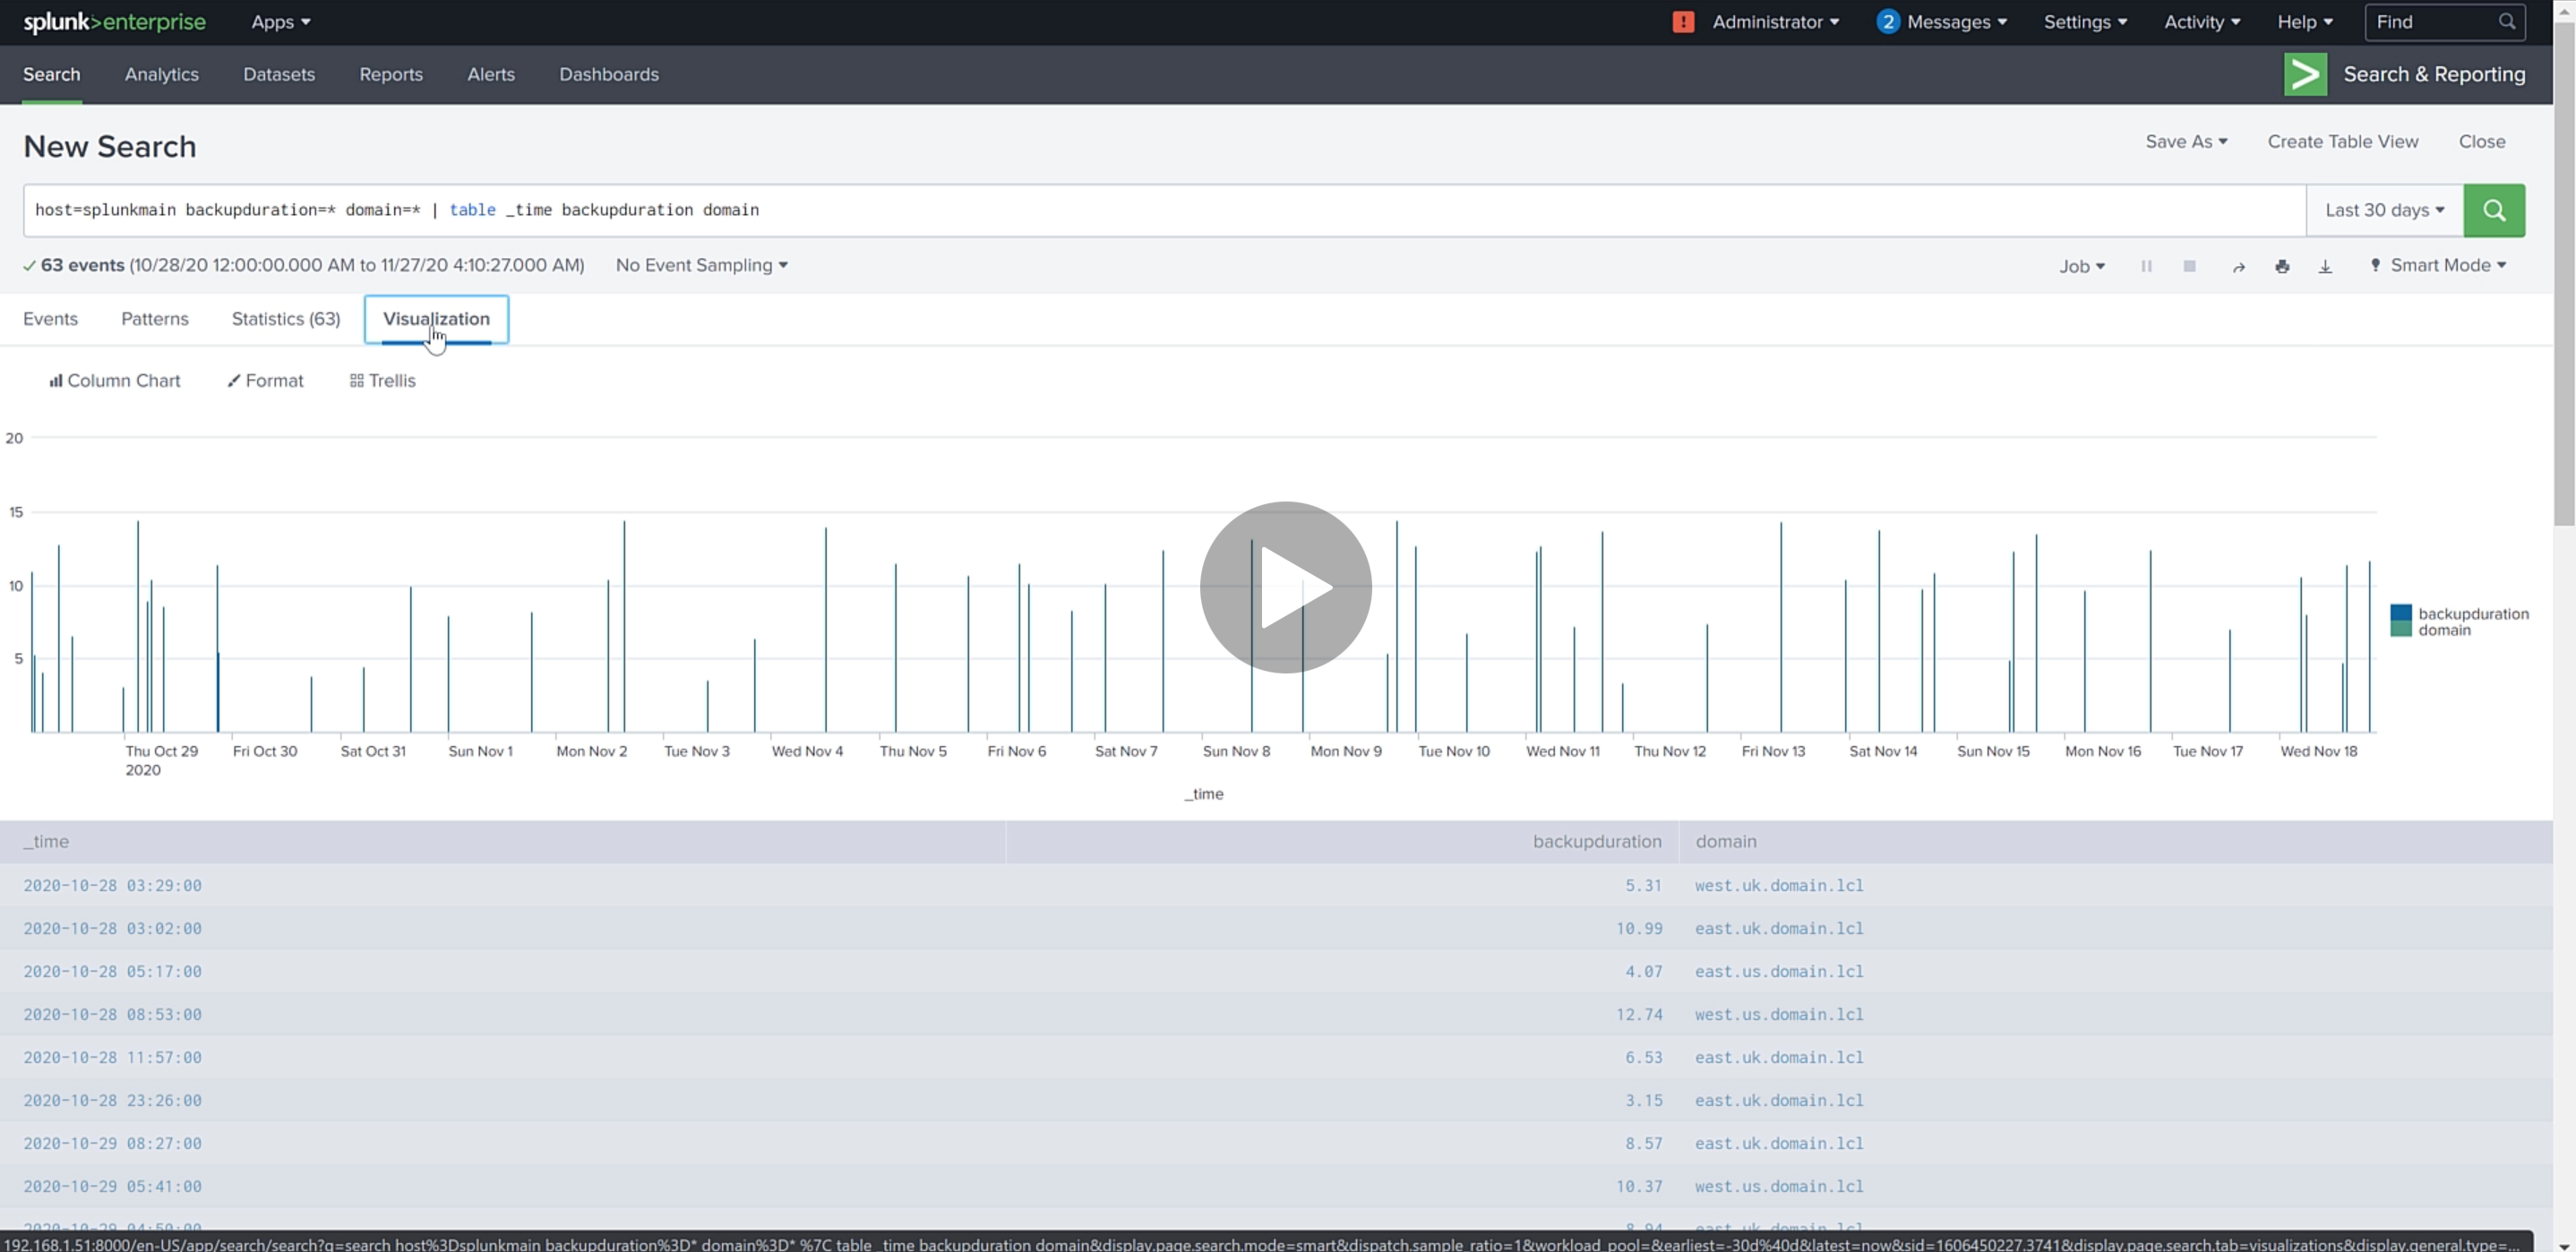 splunk>enterprise Apps Administrator 2 Messages Settings Activity Help Find
Search Analytics Datasets Reports Alerts Dashboards Search & Reporting
New Search Save As Create Table View Close
host=splunkmain backupduration=* domain=* | table _time backupduration domain Last 30 days
63 events (10/28/20 12:00:00.000 AM to 11/27/20 4:10:27.000 AM) No Event Sampling Job Smart Mode
Events Patterns Statistics (63) Visualization
Column Chart Format Trellis
20
15
10
5
backupduration
domain
Thu Oct 29 Fri Oct 30 Sat Oct 31 Sun Nov 1 Mon Nov 2 Tue Nov 3 Wed Nov 4 Thu Nov 5 Fri Nov 6 Sat Nov 7 Sun Nov 8 Mon Nov 9 Tue Nov 10 Wed Nov 11 Thu Nov 12 Fri Nov 13 Sat Nov 14 Sun Nov 15 Mon Nov 16 Tue Nov 17 Wed Nov 18
2020
_time
_time backupduration domain
2020-10-28 03:29:00 5.31 west.uk.domain.lcl
2020-10-28 03:02:00 10.99 east.uk.domain.lcl
2020-10-28 05:17:00 4.07 east.us.domain.lcl
2020-10-28 08:53:00 12.74 west.us.domain.lcl
2020-10-28 11:57:00 6.53 east.uk.domain.lcl
2020-10-28 23:26:00 3.15 east.uk.domain.lcl
2020-10-29 08:27:00 8.57 east.uk.domain.lcl
2020-10-29 05:41:00 10.37 west.us.domain.lcl
2020-10-29 04:50:00 8.94 east.uk.domain.lcl
192.168.1.51:8000/en-US/app/search/search?q=search host%3Dsplunkmain backupduration%3D* domain%3D* %7C table _time backupduration domain&display.page.search.mode=smart&dispatch.sample_ratio=1&workload_pool=&earliest=-30d%40d&latest=now&sid=1606450227.3741&display.page.search.tab=visualizations&display.general.type=...